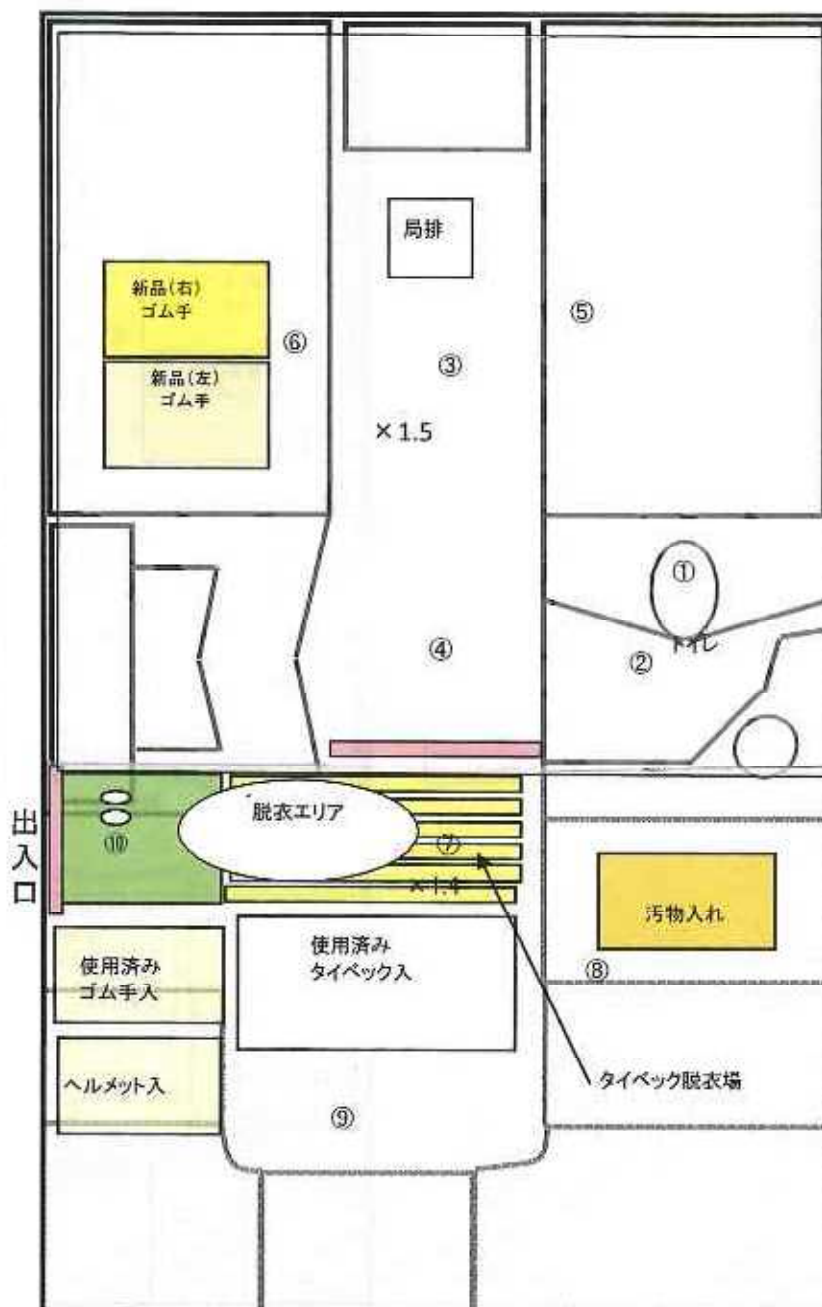 局排
新品(右)
ゴム手
⑤
⑥
③
新品(左)
ゴム手
×1.5
①
④
②
トイレ
出入口
脱衣エリア
⑩
⑦
×1.4
汚物入れ
使用済み
ゴム手入
使用済み
タイベック入
⑧
ヘルメット入
タイベック脱衣場
⑨